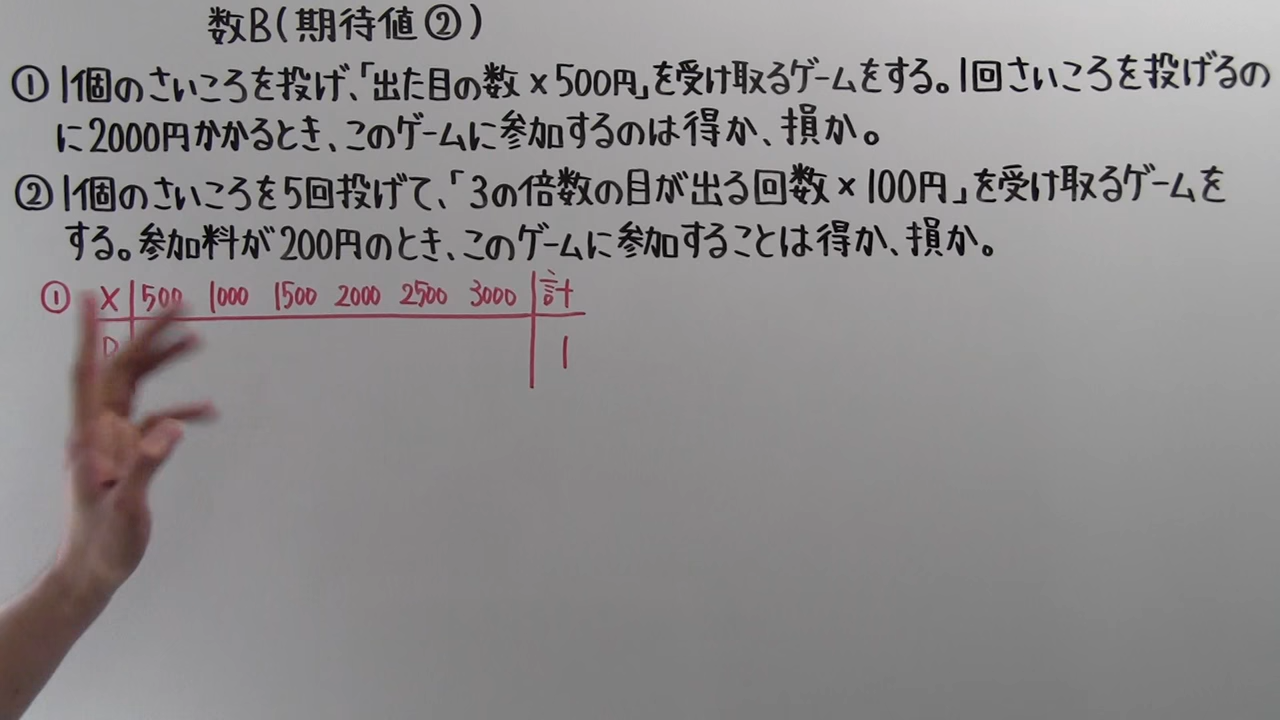 数B(期待値②)
① 1個のさいころを投げ、「出た目の数×500円」を受け取るゲームをする。1回さいころを投げるの
に2000円かかるとき、このゲームに参加するのは得か、損か。
② 1個のさいころを5回投げて、「3の倍数の目が出る回数×100円」を受け取るゲームを
する。参加料が200円のとき、このゲームに参加することは得か、損か。
① X 500 1000 1500 2000 2500 3000 計
P 1